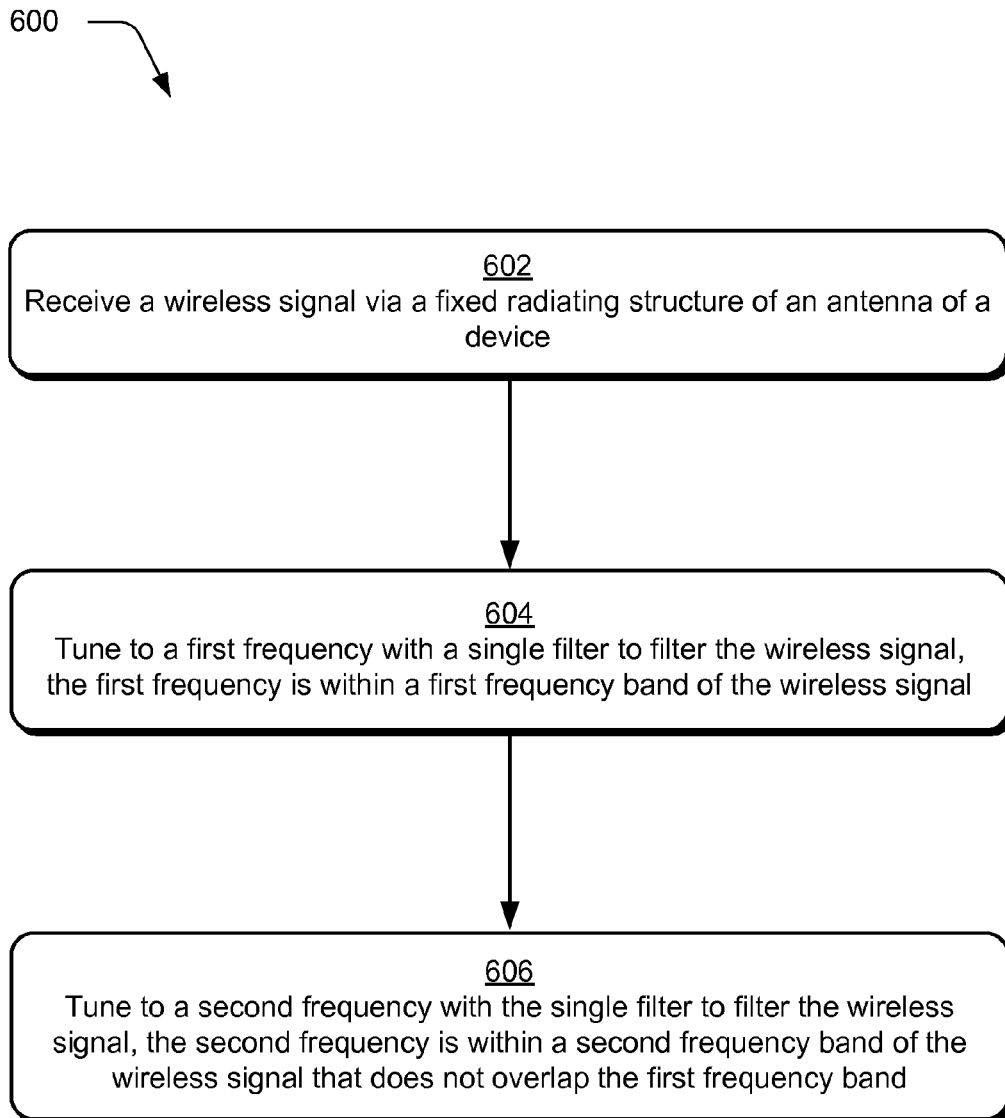 600
602
Receive a wireless signal via a fixed radiating structure of an antenna of a
device
604
Tune to a first frequency with a single filter to filter the wireless signal,
the first frequency is within a first frequency band of the wireless signal
606
Tune to a second frequency with the single filter to filter the wireless
signal, the second frequency is within a second frequency band of the
wireless signal that does not overlap the first frequency band